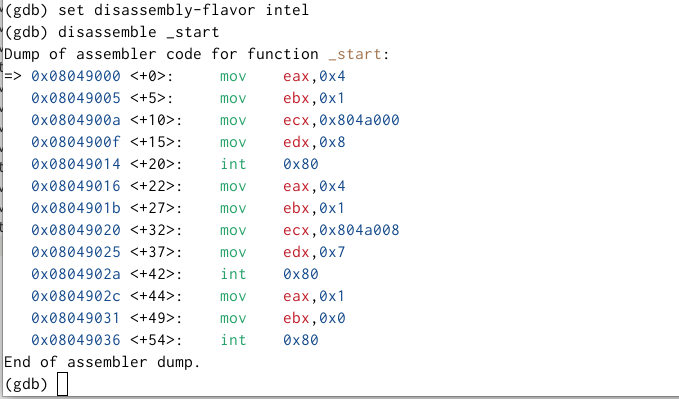 (gdb) set disassembly-flavor intel
(gdb) disassemble _start
Dump of assembler code for function _start:
=> 0x08049000 <+0>:     mov    eax,0x4
   0x08049005 <+5>:     mov    ebx,0x1
   0x0804900a <+10>:    mov    ecx,0x804a000
   0x0804900f <+15>:    mov    edx,0x8
   0x08049014 <+20>:    int    0x80
   0x08049016 <+22>:    mov    eax,0x4
   0x0804901b <+27>:    mov    ebx,0x1
   0x08049020 <+32>:    mov    ecx,0x804a008
   0x08049025 <+37>:    mov    edx,0x7
   0x0804902a <+42>:    int    0x80
   0x0804902c <+44>:    mov    eax,0x1
   0x08049031 <+49>:    mov    ebx,0x0
   0x08049036 <+54>:    int    0x80
End of assembler dump.
(gdb)